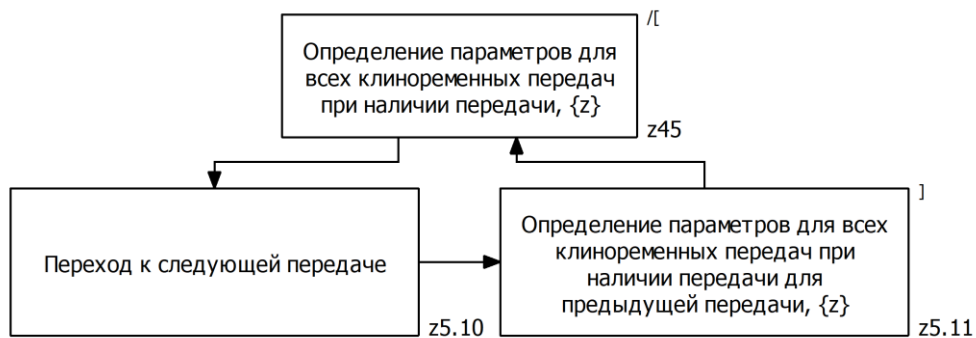 /[
Определение параметров для
всех клиноременных передач
при наличии передачи, {z}
z45
Переход к следующей передаче
z5.10
]
Определение параметров для всех
клиноременных передач при
наличии передачи для
предыдущей передачи, {z}
z5.11